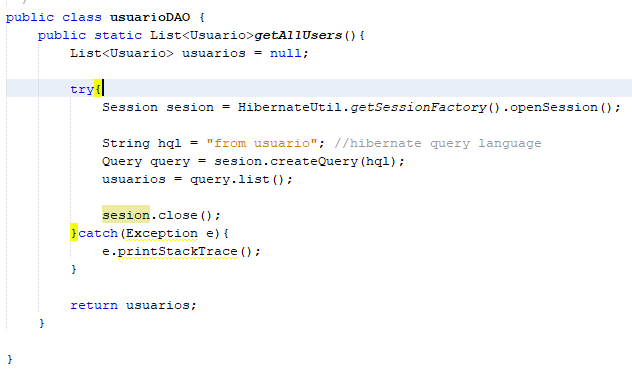 public class usuarioDAO {
public static List<Usuario>getAllUsers(){
List<Usuario> usuarios = null;
try{
Session sesion = HibernateUtil.getSessionFactory().openSession();
String hql = "from usuario"; //hibernate query language
Query query = sesion.createQuery(hql);
usuarios = query.list();
sesion.close();
}catch(Exception e){
e.printStackTrace();
}
return usuarios;
}
}